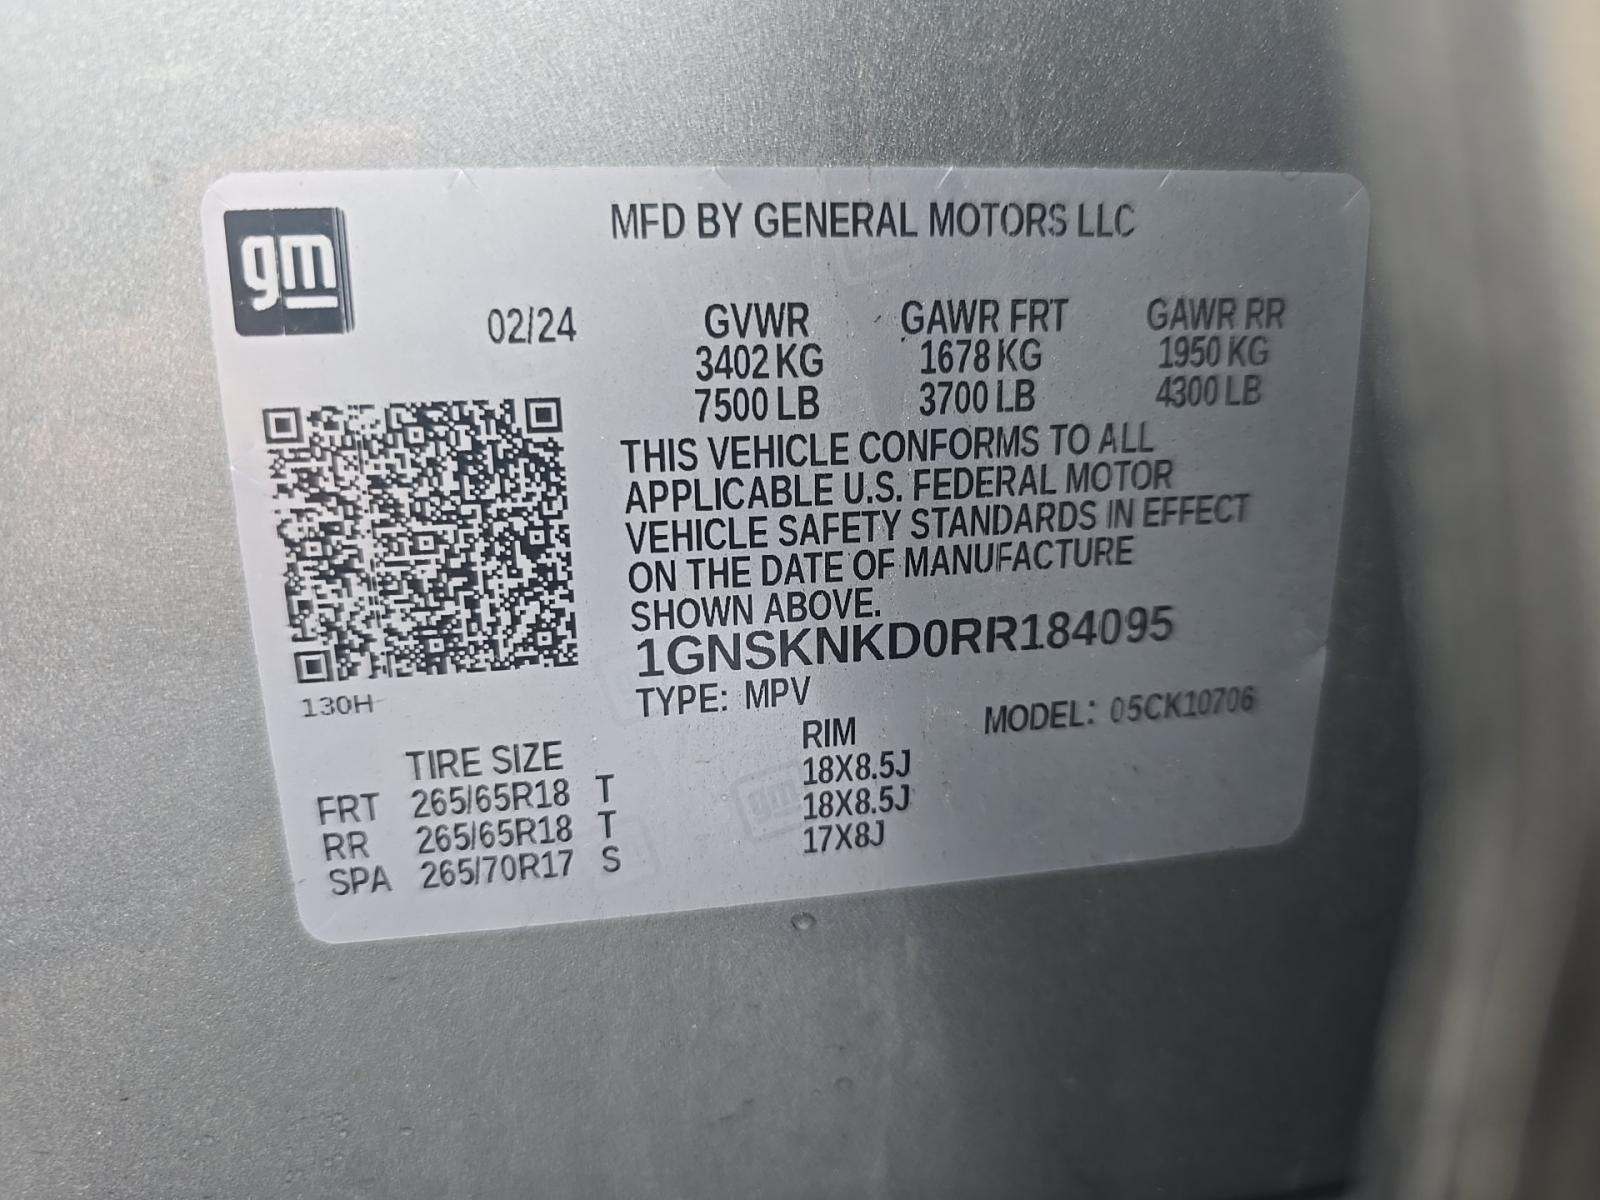 gm
MFD BY GENERAL MOTORS LLC
02/24 GVWR GAWR FRT GAWR RR
3402 KG 1678 KG 1950 KG
7500 LB 3700 LB 4300 LB
THIS VEHICLE CONFORMS TO ALL
APPLICABLE U.S. FEDERAL MOTOR
VEHICLE SAFETY STANDARDS IN EFFECT
ON THE DATE OF MANUFACTURE
SHOWN ABOVE.
1GNSKNKD0RR184095
130H
TYPE: MPV MODEL: 05CK10706
TIRE SIZE RIM
FRT 265/65R18 T 18X8.5J
RR 265/65R18 T 18X8.5J
SPA 265/70R17 S 17X8J